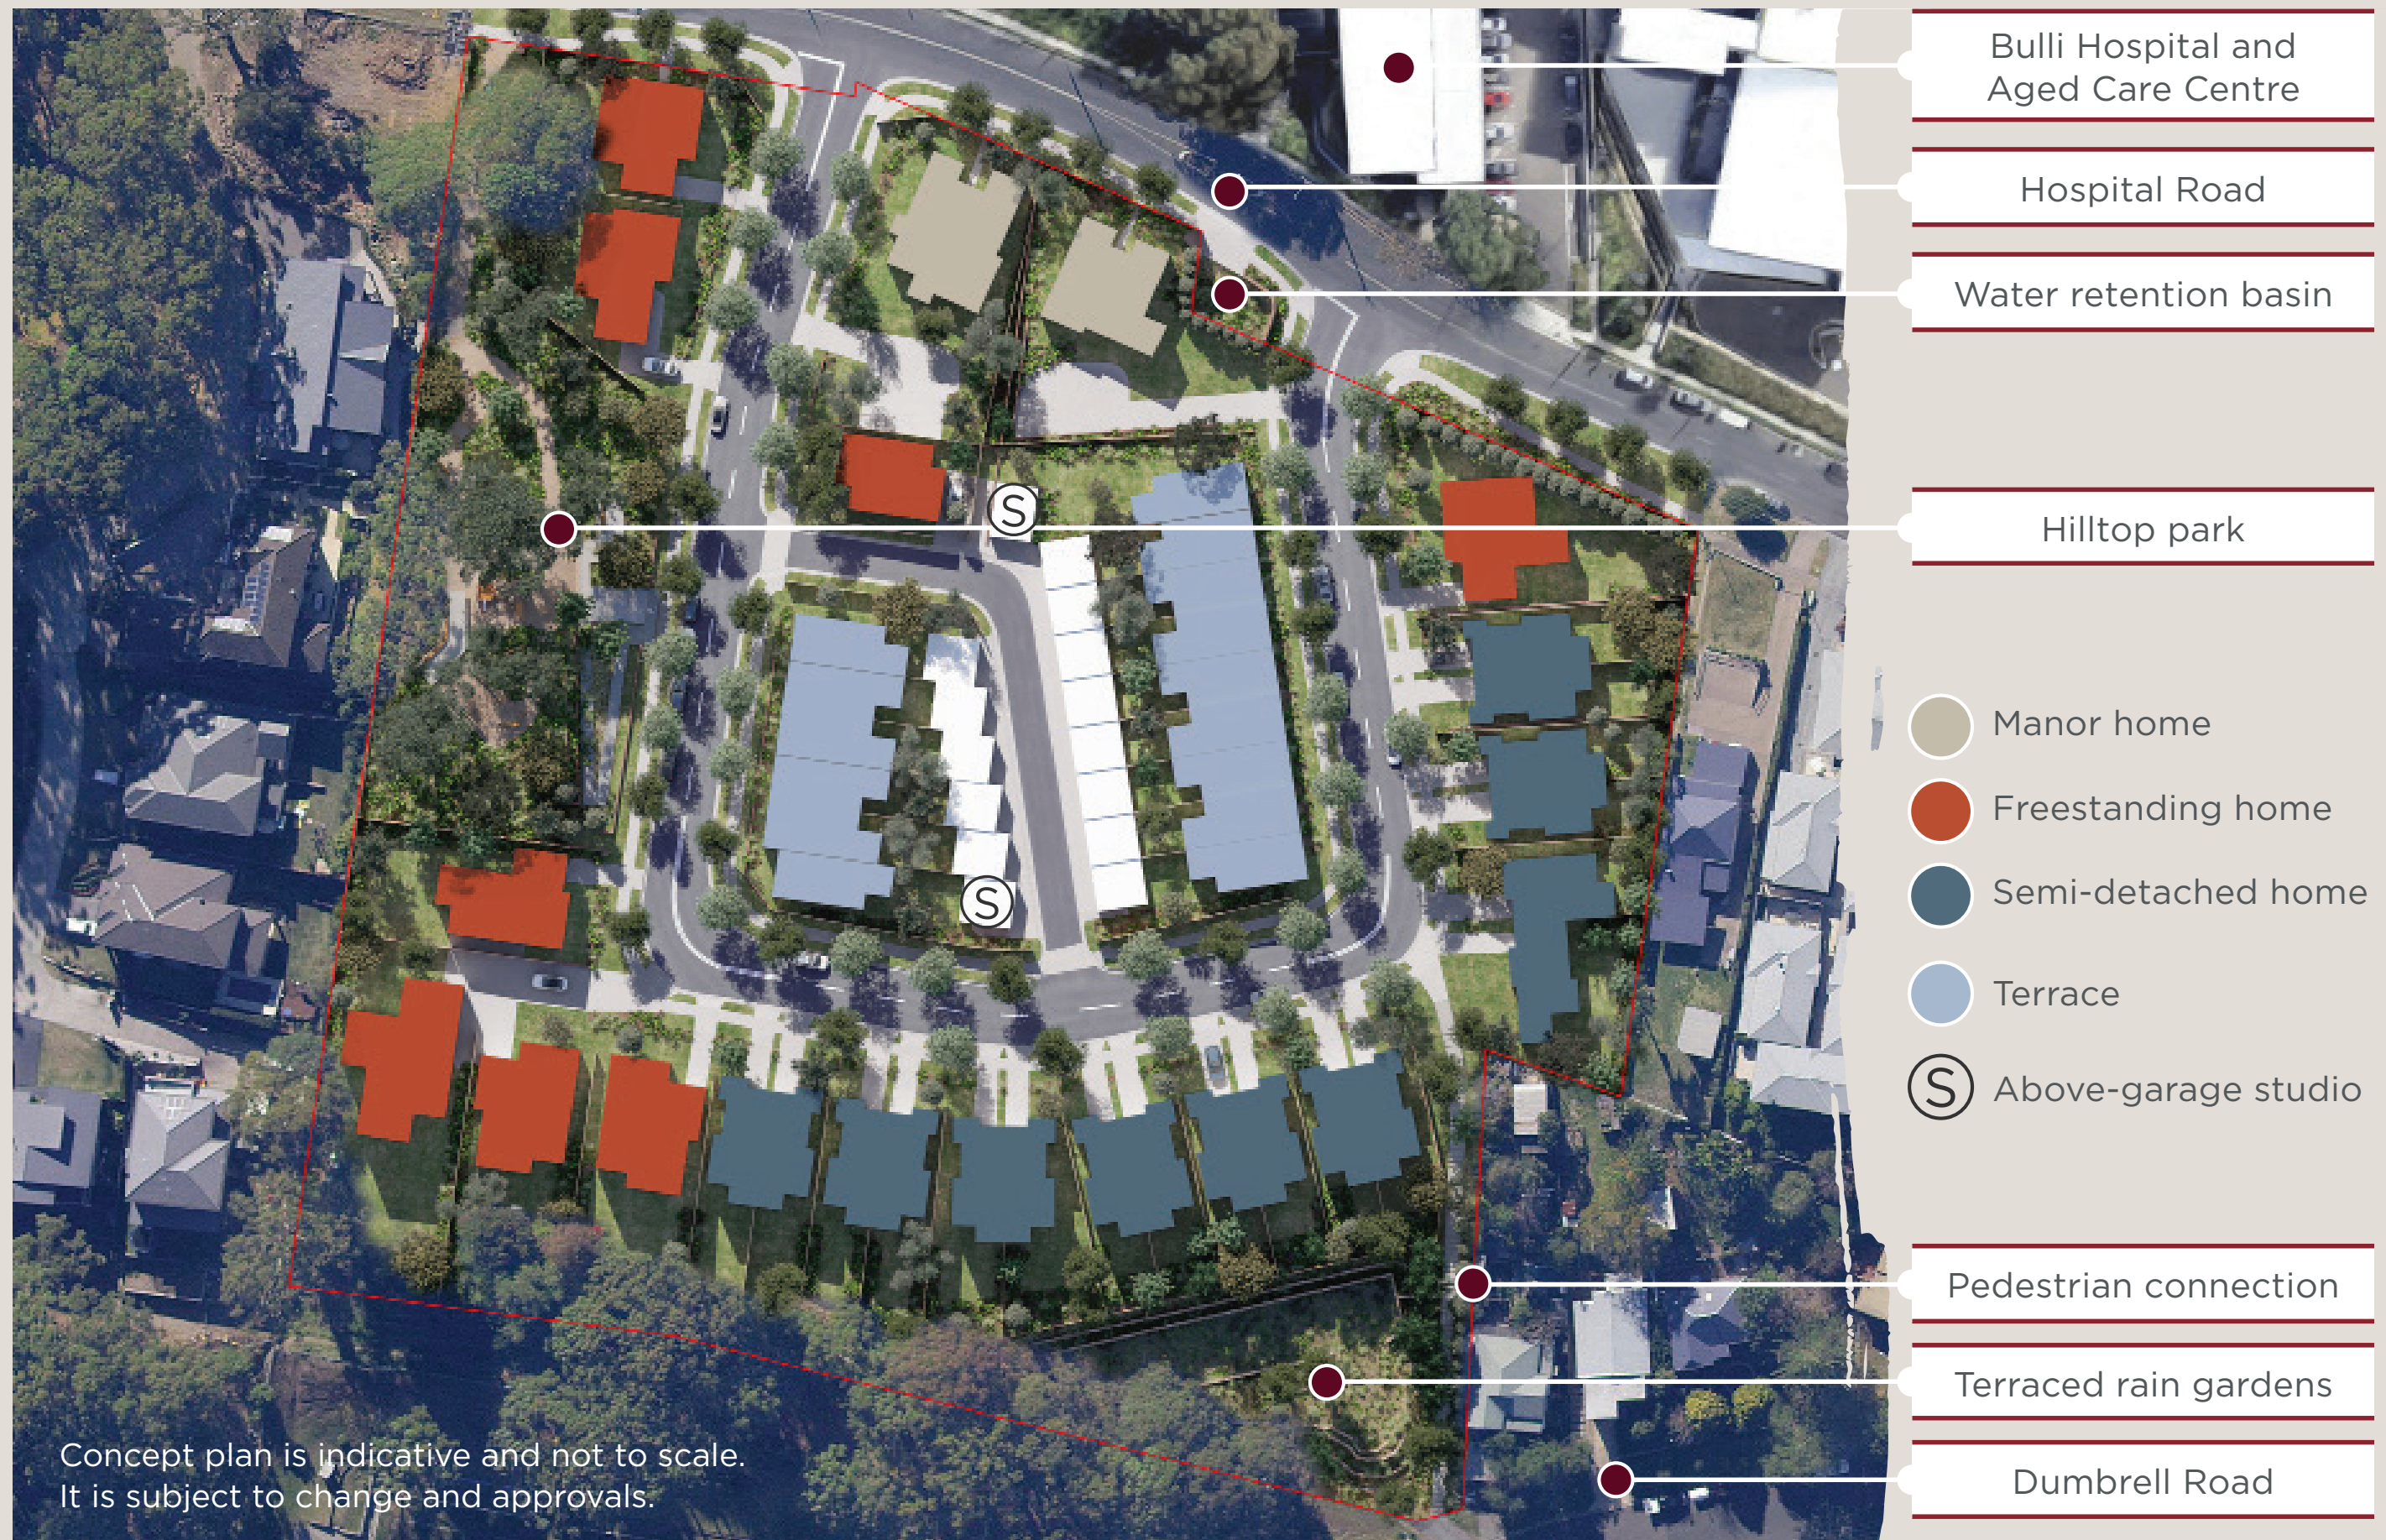 Bulli Hospital and
Aged Care Centre
Hospital Road
Water retention basin
Hilltop park
S
S
Manor home
Freestanding home
Semi-detached home
Terrace
S Above-garage studio
Pedestrian connection
Terraced rain gardens
Dumbrell Road
Concept plan is indicative and not to scale.
It is subject to change and approvals.